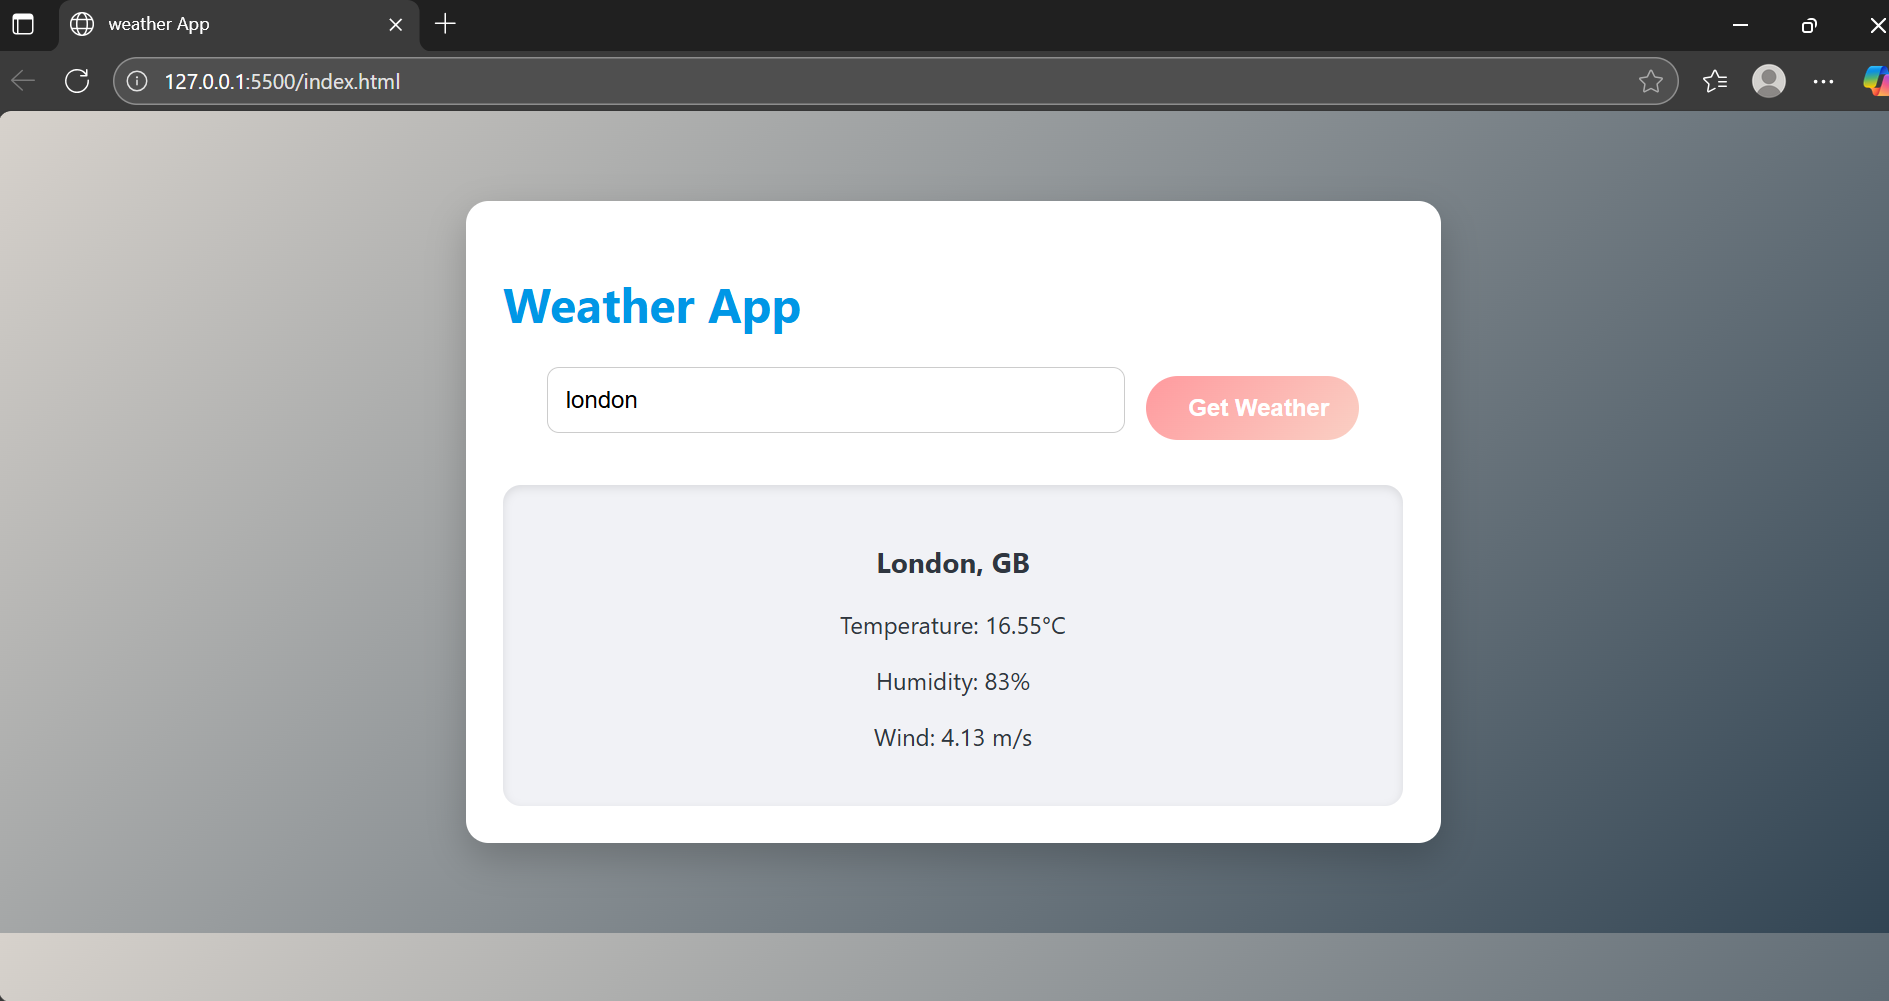 weather App
127.0.0.1:5500/index.html
Weather App
london
Get Weather
London, GB
Temperature: 16.55°C
Humidity: 83%
Wind: 4.13 m/s